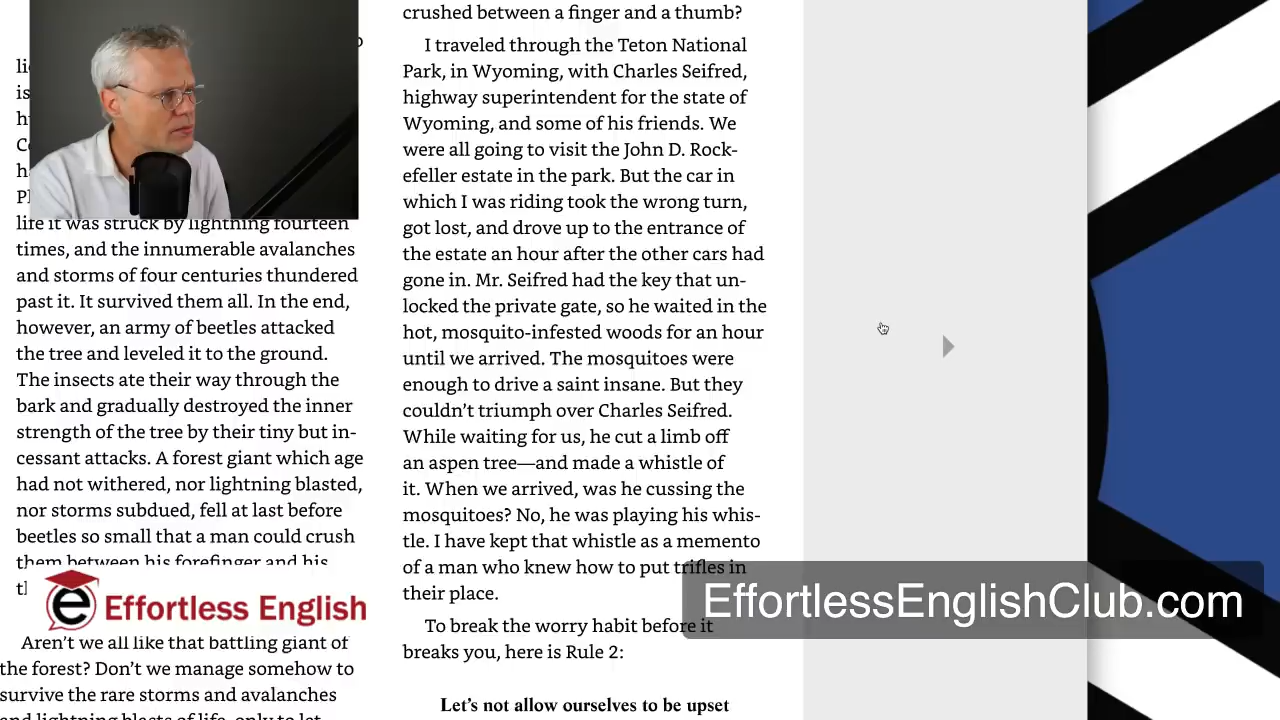 life it was struck by lightning fourteen
times, and the innumerable avalanches
and storms of four centuries thundered
past it. It survived them all. In the end,
however, an army of beetles attacked
the tree and leveled it to the ground.
The insects ate their way through the
bark and gradually destroyed the inner
strength of the tree by their tiny but in-
cessant attacks. A forest giant which age
had not withered, nor lightning blasted,
nor storms subdued, fell at last before
beetles so small that a man could crush
them between his forefinger and his
Effortless English
Aren't we all like that battling giant of
the forest? Don't we manage somehow to
survive the rare storms and avalanches
and lightning blasts of life, only to let
crushed between a finger and a thumb?
I traveled through the Teton National
Park, in Wyoming, with Charles Seifred,
highway superintendent for the state of
Wyoming, and some of his friends. We
were all going to visit the John D. Rock-
efeller estate in the park. But the car in
which I was riding took the wrong turn,
got lost, and drove up to the entrance of
the estate an hour after the other cars had
gone in. Mr. Seifred had the key that un-
locked the private gate, so he waited in the
hot, mosquito-infested woods for an hour
until we arrived. The mosquitoes were
enough to drive a saint insane. But they
couldn't triumph over Charles Seifred.
While waiting for us, he cut a limb off
an aspen tree—and made a whistle of
it. When we arrived, was he cussing the
mosquitoes? No, he was playing his whis-
tle. I have kept that whistle as a memento
of a man who knew how to put trifles in
their place.
To break the worry habit before it
breaks you, here is Rule 2:
Let's not allow ourselves to be upset
EffortlessEnglishClub.com